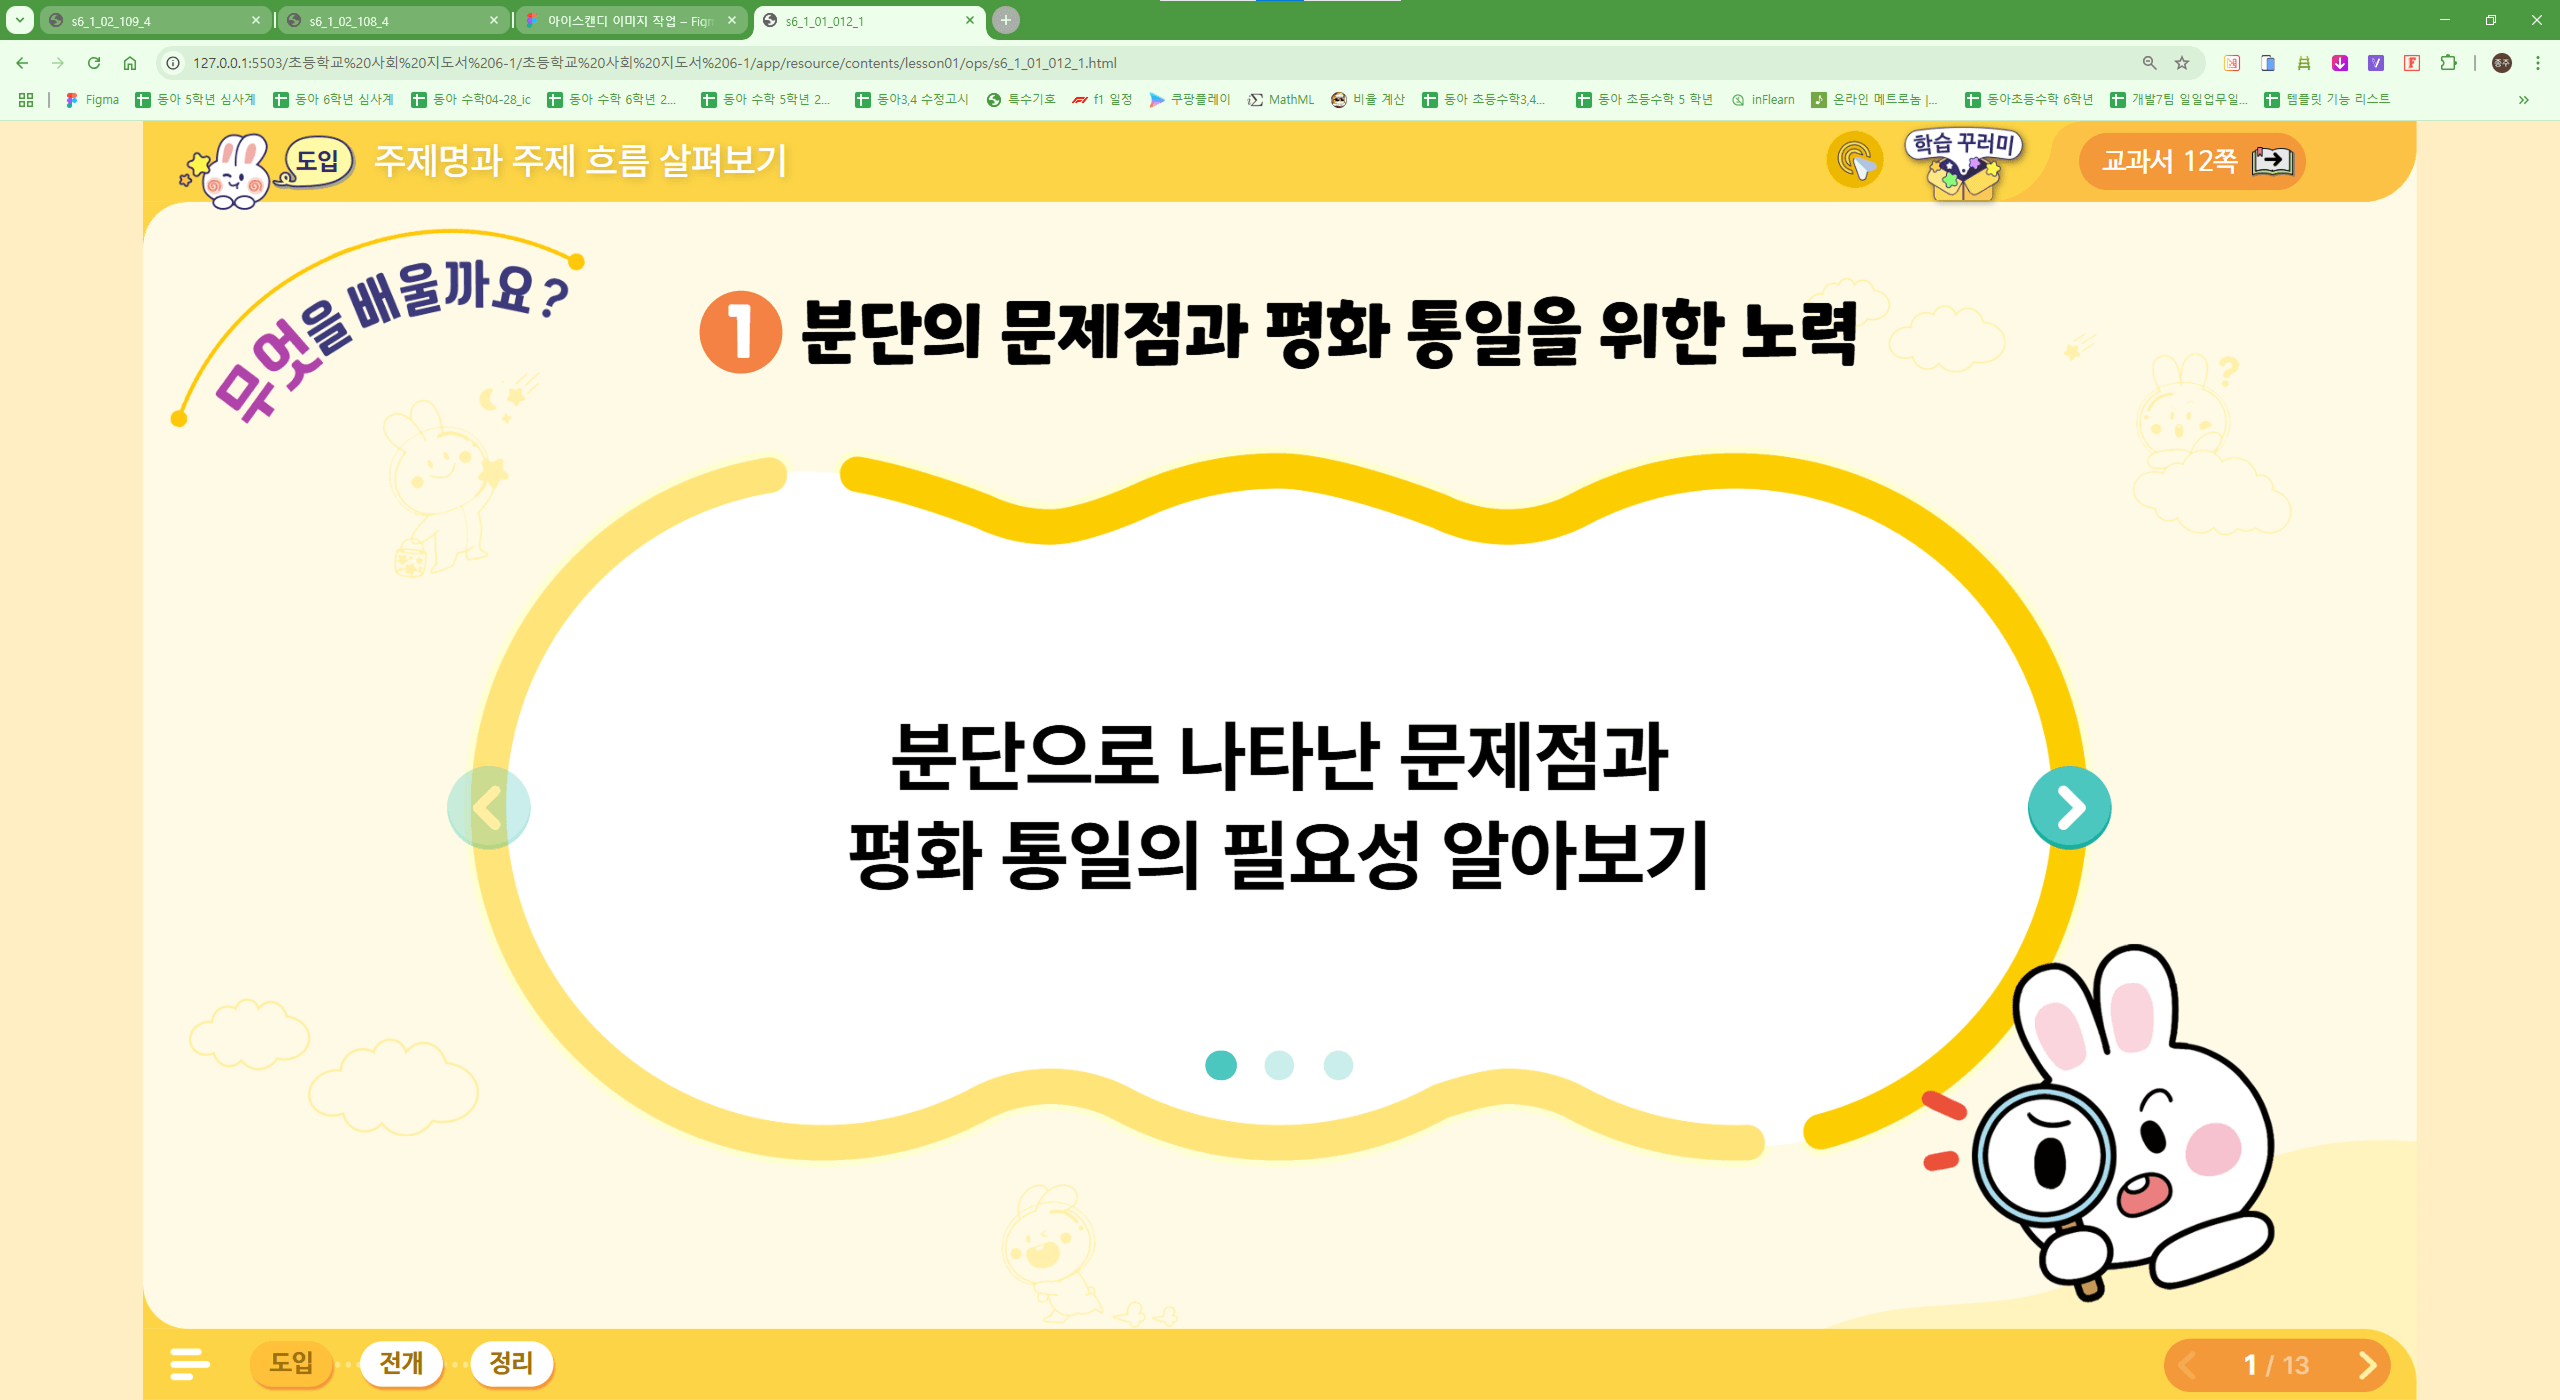 s6_1_02_109_4
s6_1_02_108_4
아이스캔디 이미지 작업 – Figm
s6_1_01_012_1
127.0.0.1:5503/초등학교%20사회%20지도서%206-1/초등학교%20사회%20지도서%206-1/app/resource/contents/lesson01/ops/s6_1_01_012_1.html
종주
Figma
동아 5학년 심사계
동아 6학년 심사계
동아 수학04-28_ic
동아 수학 6학년 2...
동아 수학 5학년 2...
동아3,4 수정고시
특수기호
f1 일정
쿠팡플레이
MathML
비율 계산
동아 초등수학3,4...
동아 초등수학 5 학년
inFlearn
온라인 메트로놈 |...
동아초등수학 6학년
개발7팀 일일업무일...
템플릿 기능 리스트
도입
주제명과 주제 흐름 살펴보기
학습 꾸러미
교과서 12쪽
무엇을 배울까요?
1 분단의 문제점과 평화 통일을 위한 노력
분단으로 나타난 문제점과
평화 통일의 필요성 알아보기
도입
전개
정리
1 / 13